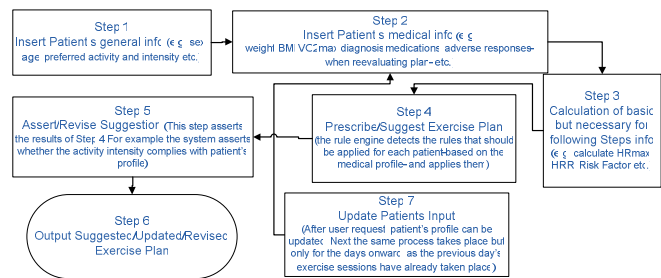 Step 1
Insert Patient's general info (e.g. sex
age, preferred activity and intensity etc.)
Step 2
Insert Patient's medical info (e.g.
weight BMI VO2max diagnosis medications adverse responses–
when reevaluating plan–etc.
Step 3
Calculation of basic
but necessary for
following Steps info
(e.g. calculate HRmax
HRR Risk Factor etc.
Step 4
Prescribe/Suggest Exercise Plan
(the rule engine detects the rules that should
be applied for each patient–based on the
medical profile–and applies them)
Step 5
Assert/Revise Suggestion (This step asserts
the results of Step 4 For example the system asserts
whether the activity intensity complies with patient's
profile)
Step 6
Output Suggested/Updated/Revised
Exercise Plan
Step 7
Update Patients Input
(After user request patient's profile can be
updated Next the same process takes place but
only for the days onward as the previous day's
exercise sessions have already taken place)